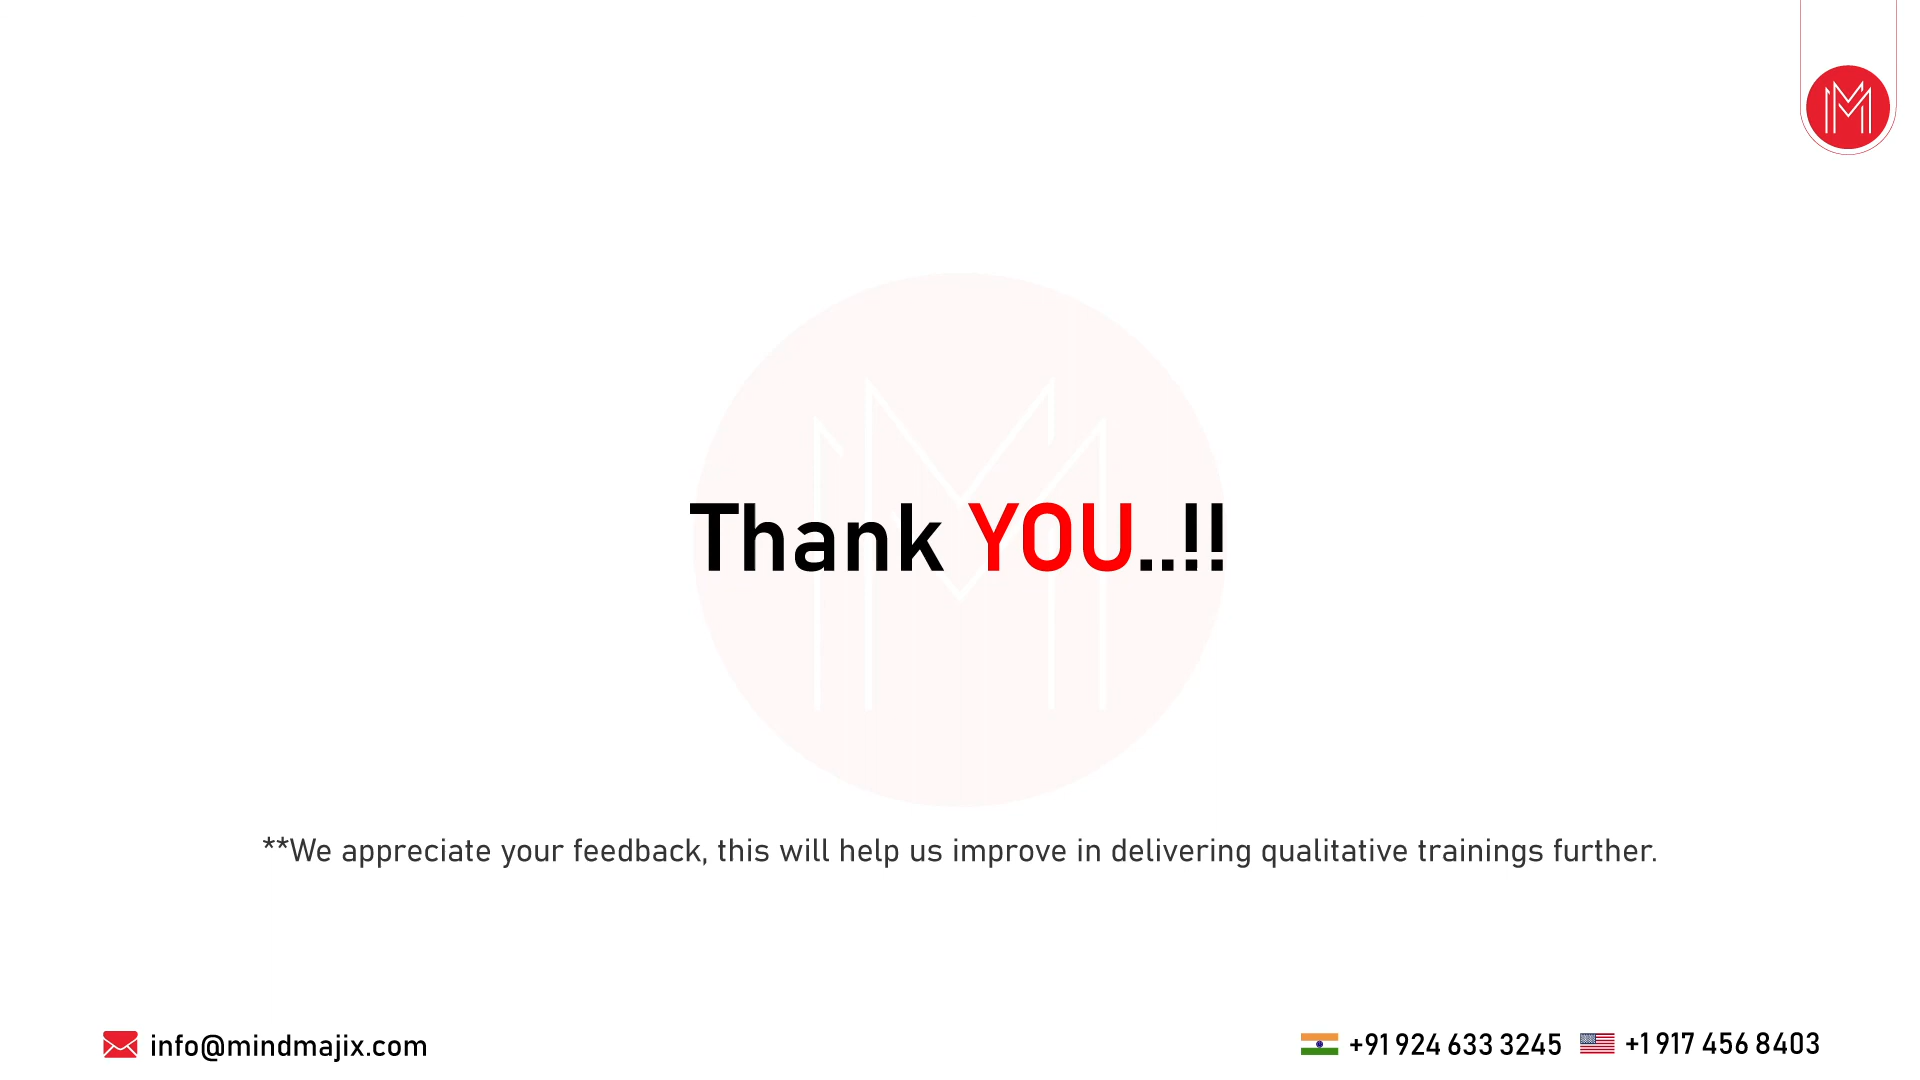 Thank YOU..!!
**We appreciate your feedback, this will help us improve in delivering qualitative trainings further.
info@mindmajix.com
+91 924 633 3245
+1 917 456 8403